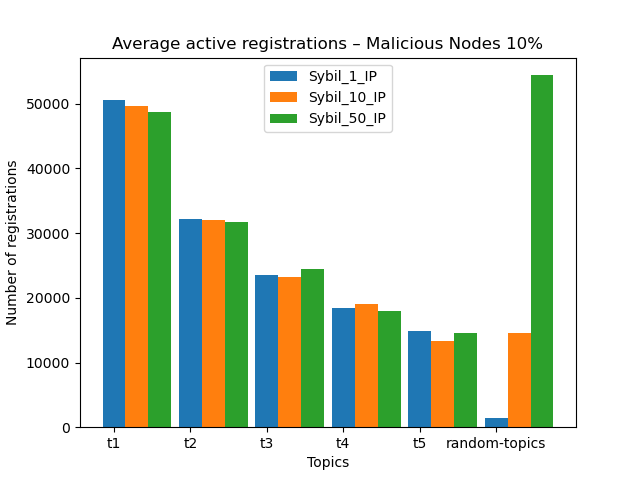 Average active registrations – Malicious Nodes 10%
Sybil_1_IP
Sybil_10_IP
Sybil_50_IP
Number of registrations
50000
40000
30000
20000
10000
0
t1 t2 t3 t4 t5 random-topics
Topics